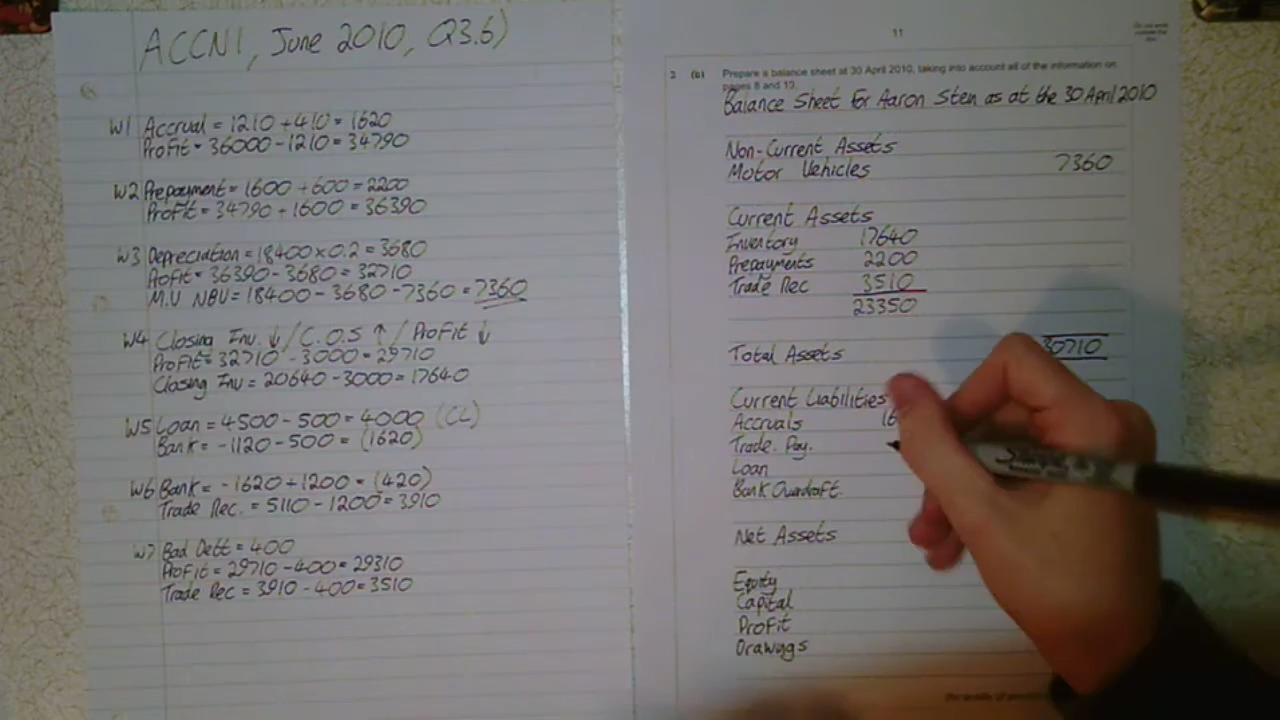 ACCN1, June 2010, Q3.b)
W1 Accrual = 1210 + 410 = 1620
Profit = 36000 - 1210 = 34790
W2 Prepayment = 1600 + 600 = 2200
Profit = 34790 + 1600 = 36390
W3 Depreciation = 18400 x 0.2 = 3680
Profit = 36390 - 3680 = 32710
M.V NBV = 18400 - 3680 - 7360 = 7360
W4 Closing Inv. ↓ / C.O.S ↑ / Profit ↓
Profit = 32710 - 3000 = 29710
Closing Inv = 20640 - 3000 = 17640
W5 Loan = 4500 - 500 = 4000 (CL)
Bank = -1120 - 500 = (1620)
W6 Bank = -1620 + 1200 = (420)
Trade Rec. = 5110 - 1200 = 3910
W7 Bad Debt = 400
Profit = 29710 - 400 = 29310
Trade Rec = 3910 - 400 = 3510
11
3 (b) Prepare a balance sheet at 30 April 2010, taking into account all of the information on
pages 8 and 10.
Balance Sheet for Aaron Sten as at the 30 April 2010
Non-Current Assets
Motor Vehicles 7360
Current Assets
Inventory 17640
Prepayments 2200
Trade Rec 3510
23350
Total Assets 30710
Current Liabilities
Accruals 16
Trade. Pay.
Loan
Bank Overdraft.
Net Assets
Equity
Capital
Profit
Drawings